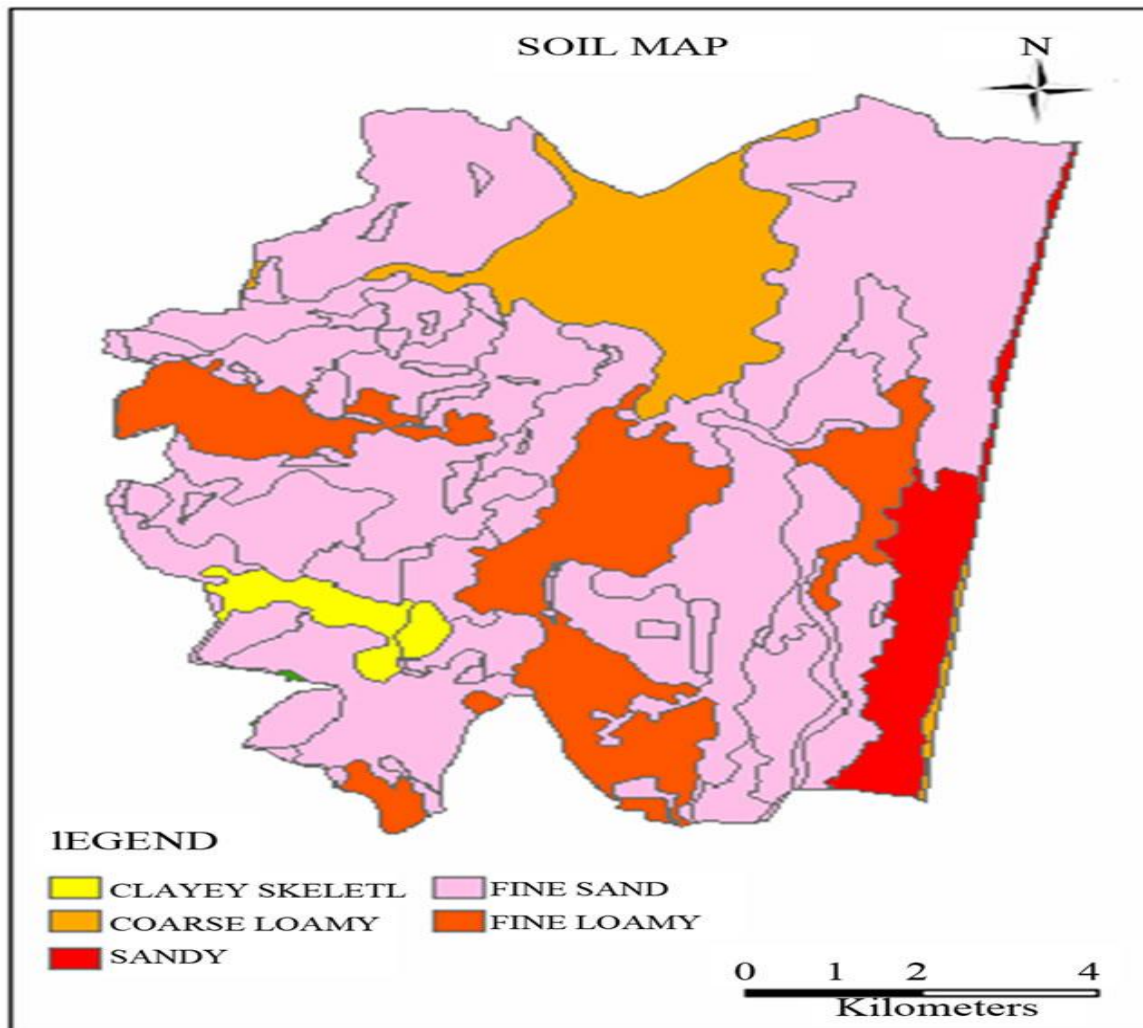 SOIL MAP
N
lEGEND
CLAYEY SKELETL
FINE SAND
COARSE LOAMY
FINE LOAMY
SANDY
0 1 2 4
Kilometers